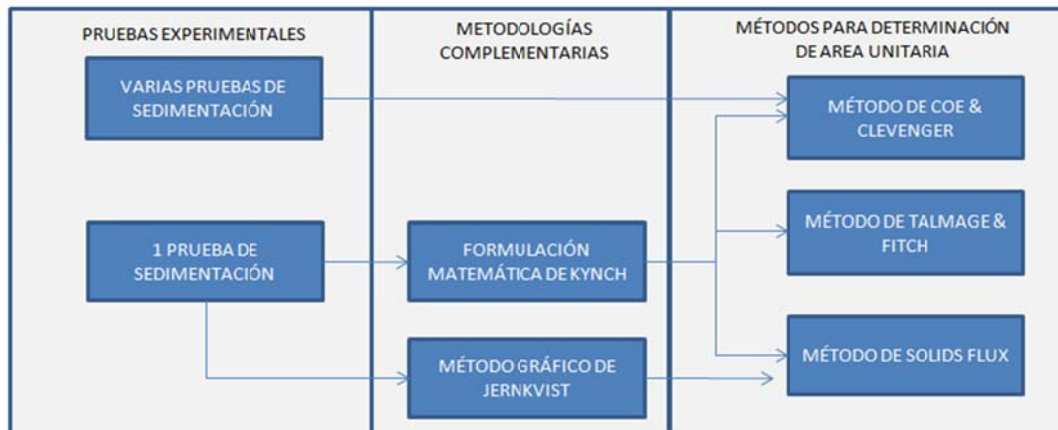 PRUEBAS EXPERIMENTALES
METODOLOGÍAS
COMPLEMENTARIAS
MÉTODOS PARA DETERMINACIÓN
DE AREA UNITARIA
VARIAS PRUEBAS DE
SEDIMENTACIÓN
MÉTODO DE COE &
CLEVENGER
1 PRUEBA DE
SEDIMENTACIÓN
FORMULACIÓN
MATEMÁTICA DE KYNCH
MÉTODO DE TALMAGE &
FITCH
MÉTODO GRÁFICO DE
JERNKVIST
MÉTODO DE SOLIDS FLUX